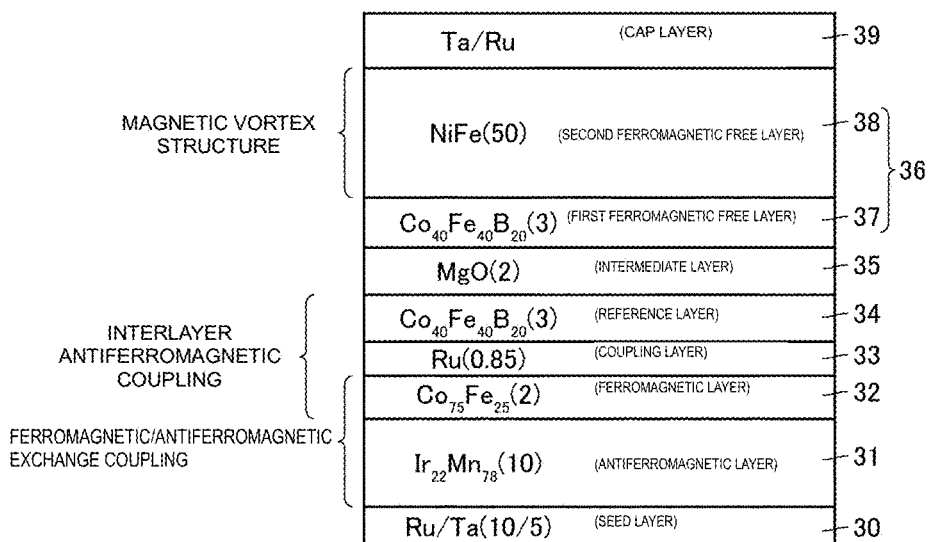 Ta/Ru (CAP LAYER) 39
MAGNETIC VORTEX
STRUCTURE
NiFe(50) (SECOND FERROMAGNETIC FREE LAYER) 38
36
Co₄₀Fe₄₀B₂₀(3) (FIRST FERROMAGNETIC FREE LAYER) 37
MgO(2) (INTERMEDIATE LAYER) 35
INTERLAYER
ANTIFERROMAGNETIC
COUPLING
Co₄₀Fe₄₀B₂₀(3) (REFERENCE LAYER) 34
Ru(0.85) (COUPLING LAYER) 33
Co₇₅Fe₂₅(2) (FERROMAGNETIC LAYER) 32
FERROMAGNETIC/ANTIFERROMAGNETIC
EXCHANGE COUPLING
Ir₂₂Mn₇₈(10) (ANTIFERROMAGNETIC LAYER) 31
Ru/Ta(10/5) (SEED LAYER) 30